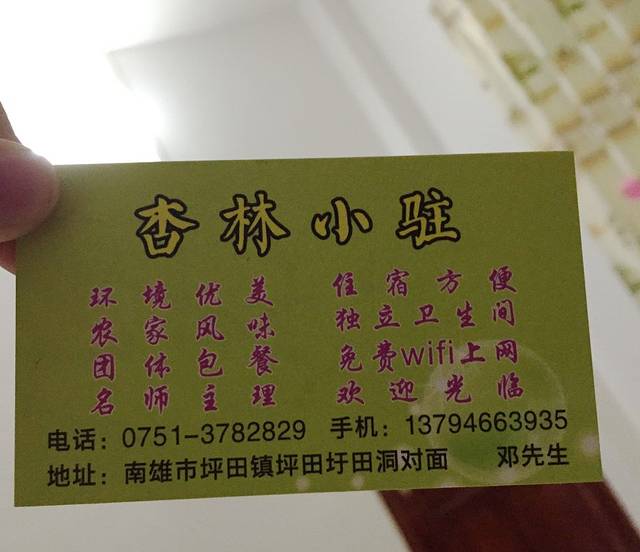 杏林小驻
环境优美 住宿方便
农家风味 独立卫生间
团体包餐 免费wifi上网
名师主理 欢迎光临
电话：0751-3782829 手机：13794663935
地址：南雄市坪田镇坪田圩田洞对面 邓先生